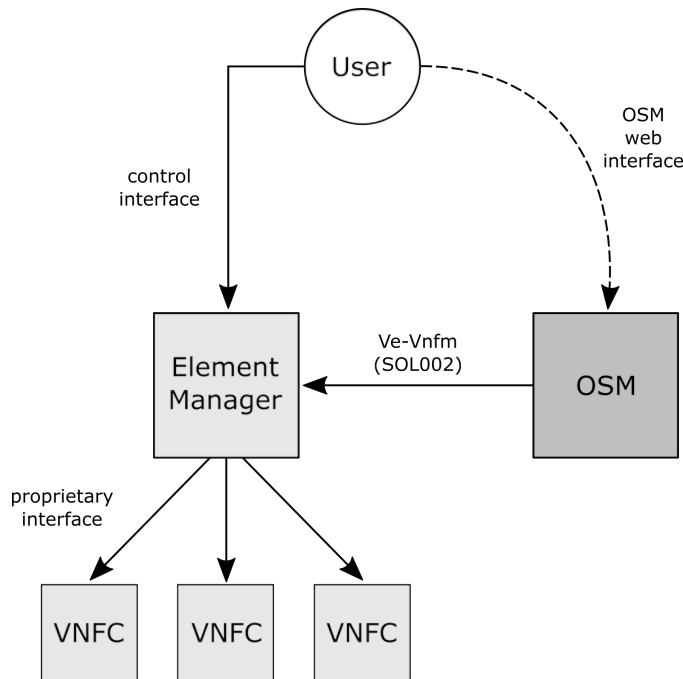 User
OSM
web
interface
control
interface
Ve-Vnfm
(SOL002)
Element
Manager
OSM
proprietary
interface
VNFC
VNFC
VNFC